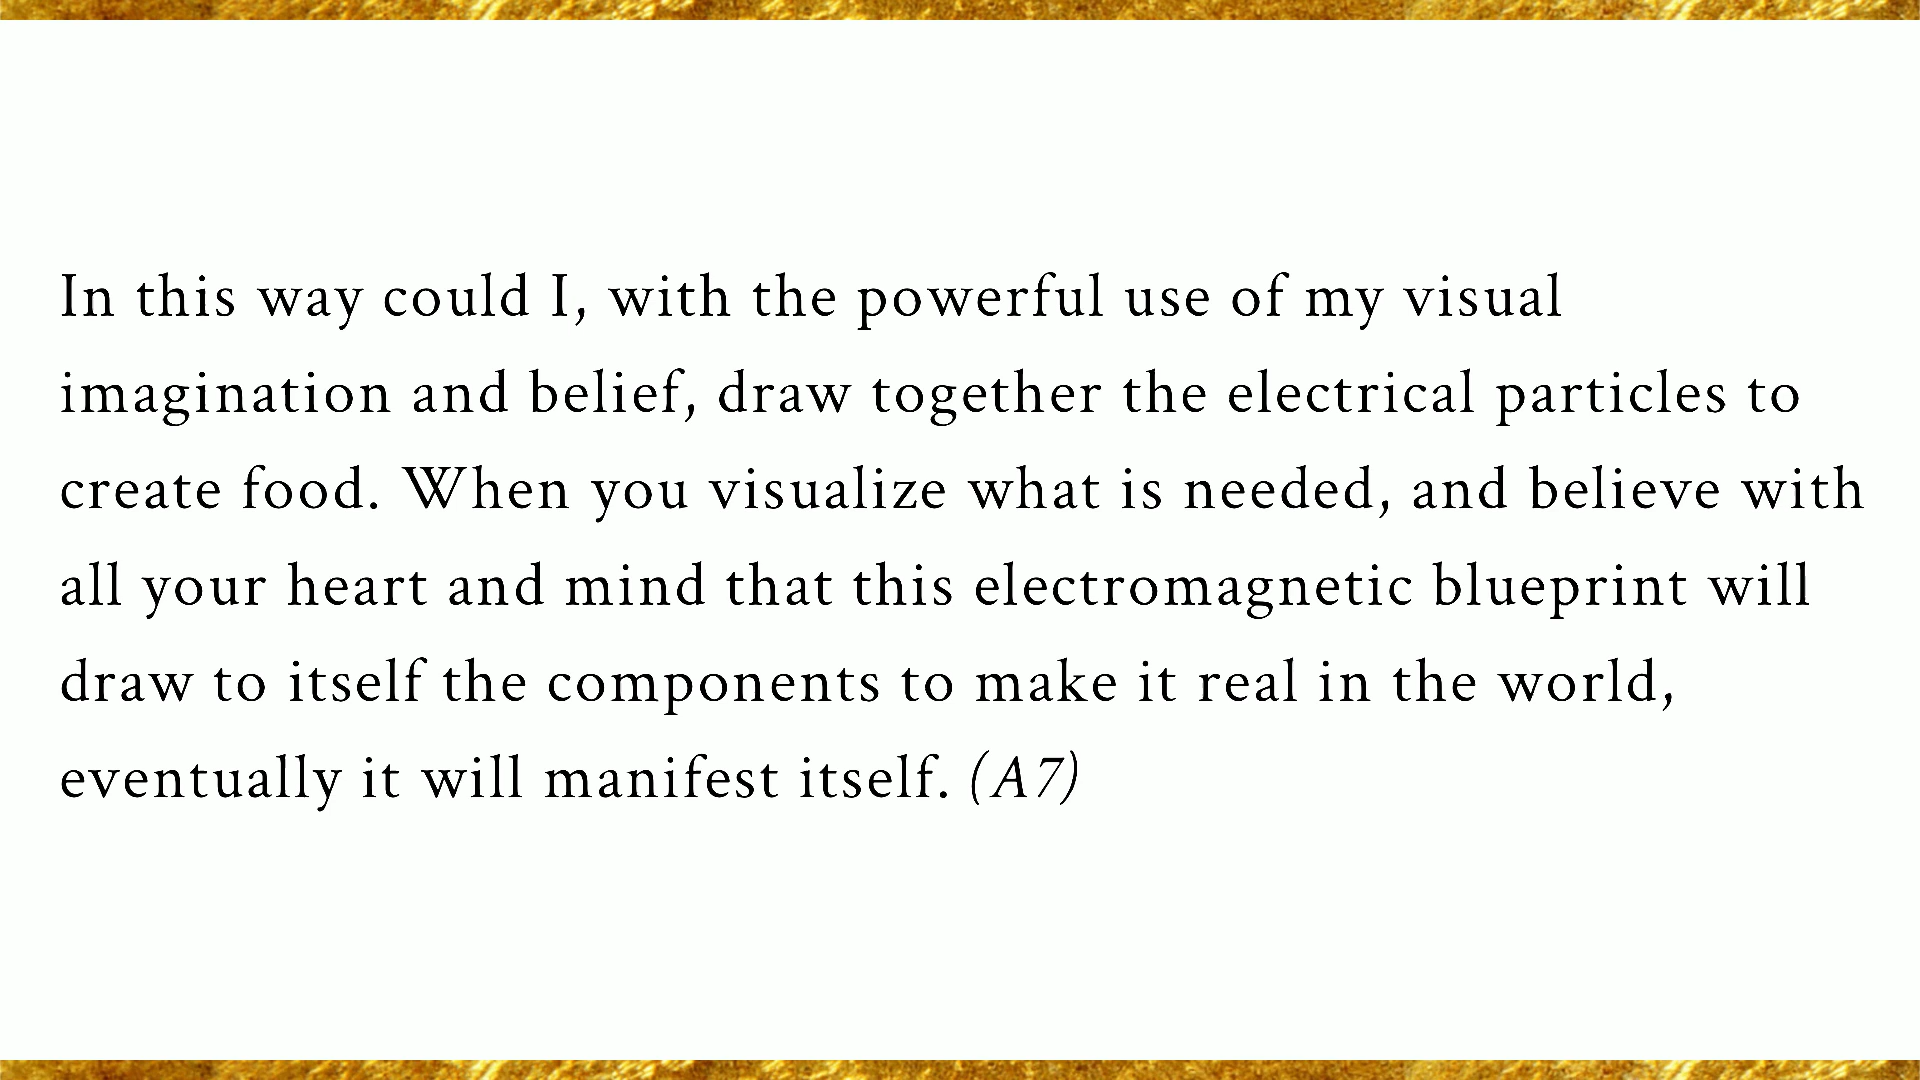 In this way could I, with the powerful use of my visual
imagination and belief, draw together the electrical particles to
create food. When you visualize what is needed, and believe with
all your heart and mind that this electromagnetic blueprint will
draw to itself the components to make it real in the world,
eventually it will manifest itself. (A7)